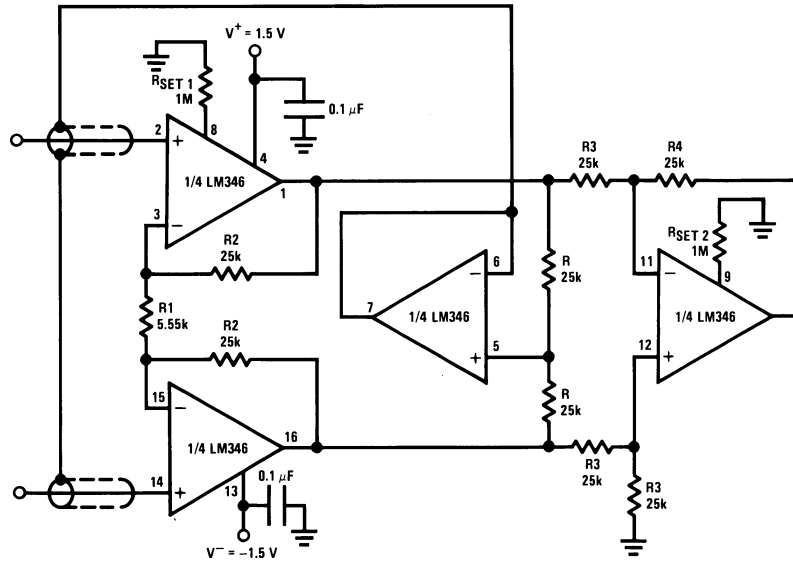 V+ = 1.5 V
RSET 1
1M
8
0.1 μF
2
+
4
1/4 LM346
1
3
−
R2
25k
R1
5.55k
R2
25k
15
−
1/4 LM346
16
14
+
13
0.1 μF
V− = −1.5 V
6
−
7
1/4 LM346
5
+
R
25k
R
25k
R3
25k
R4
25k
RSET 2
1M
9
11
−
1/4 LM346
12
+
R3
25k
R3
25k